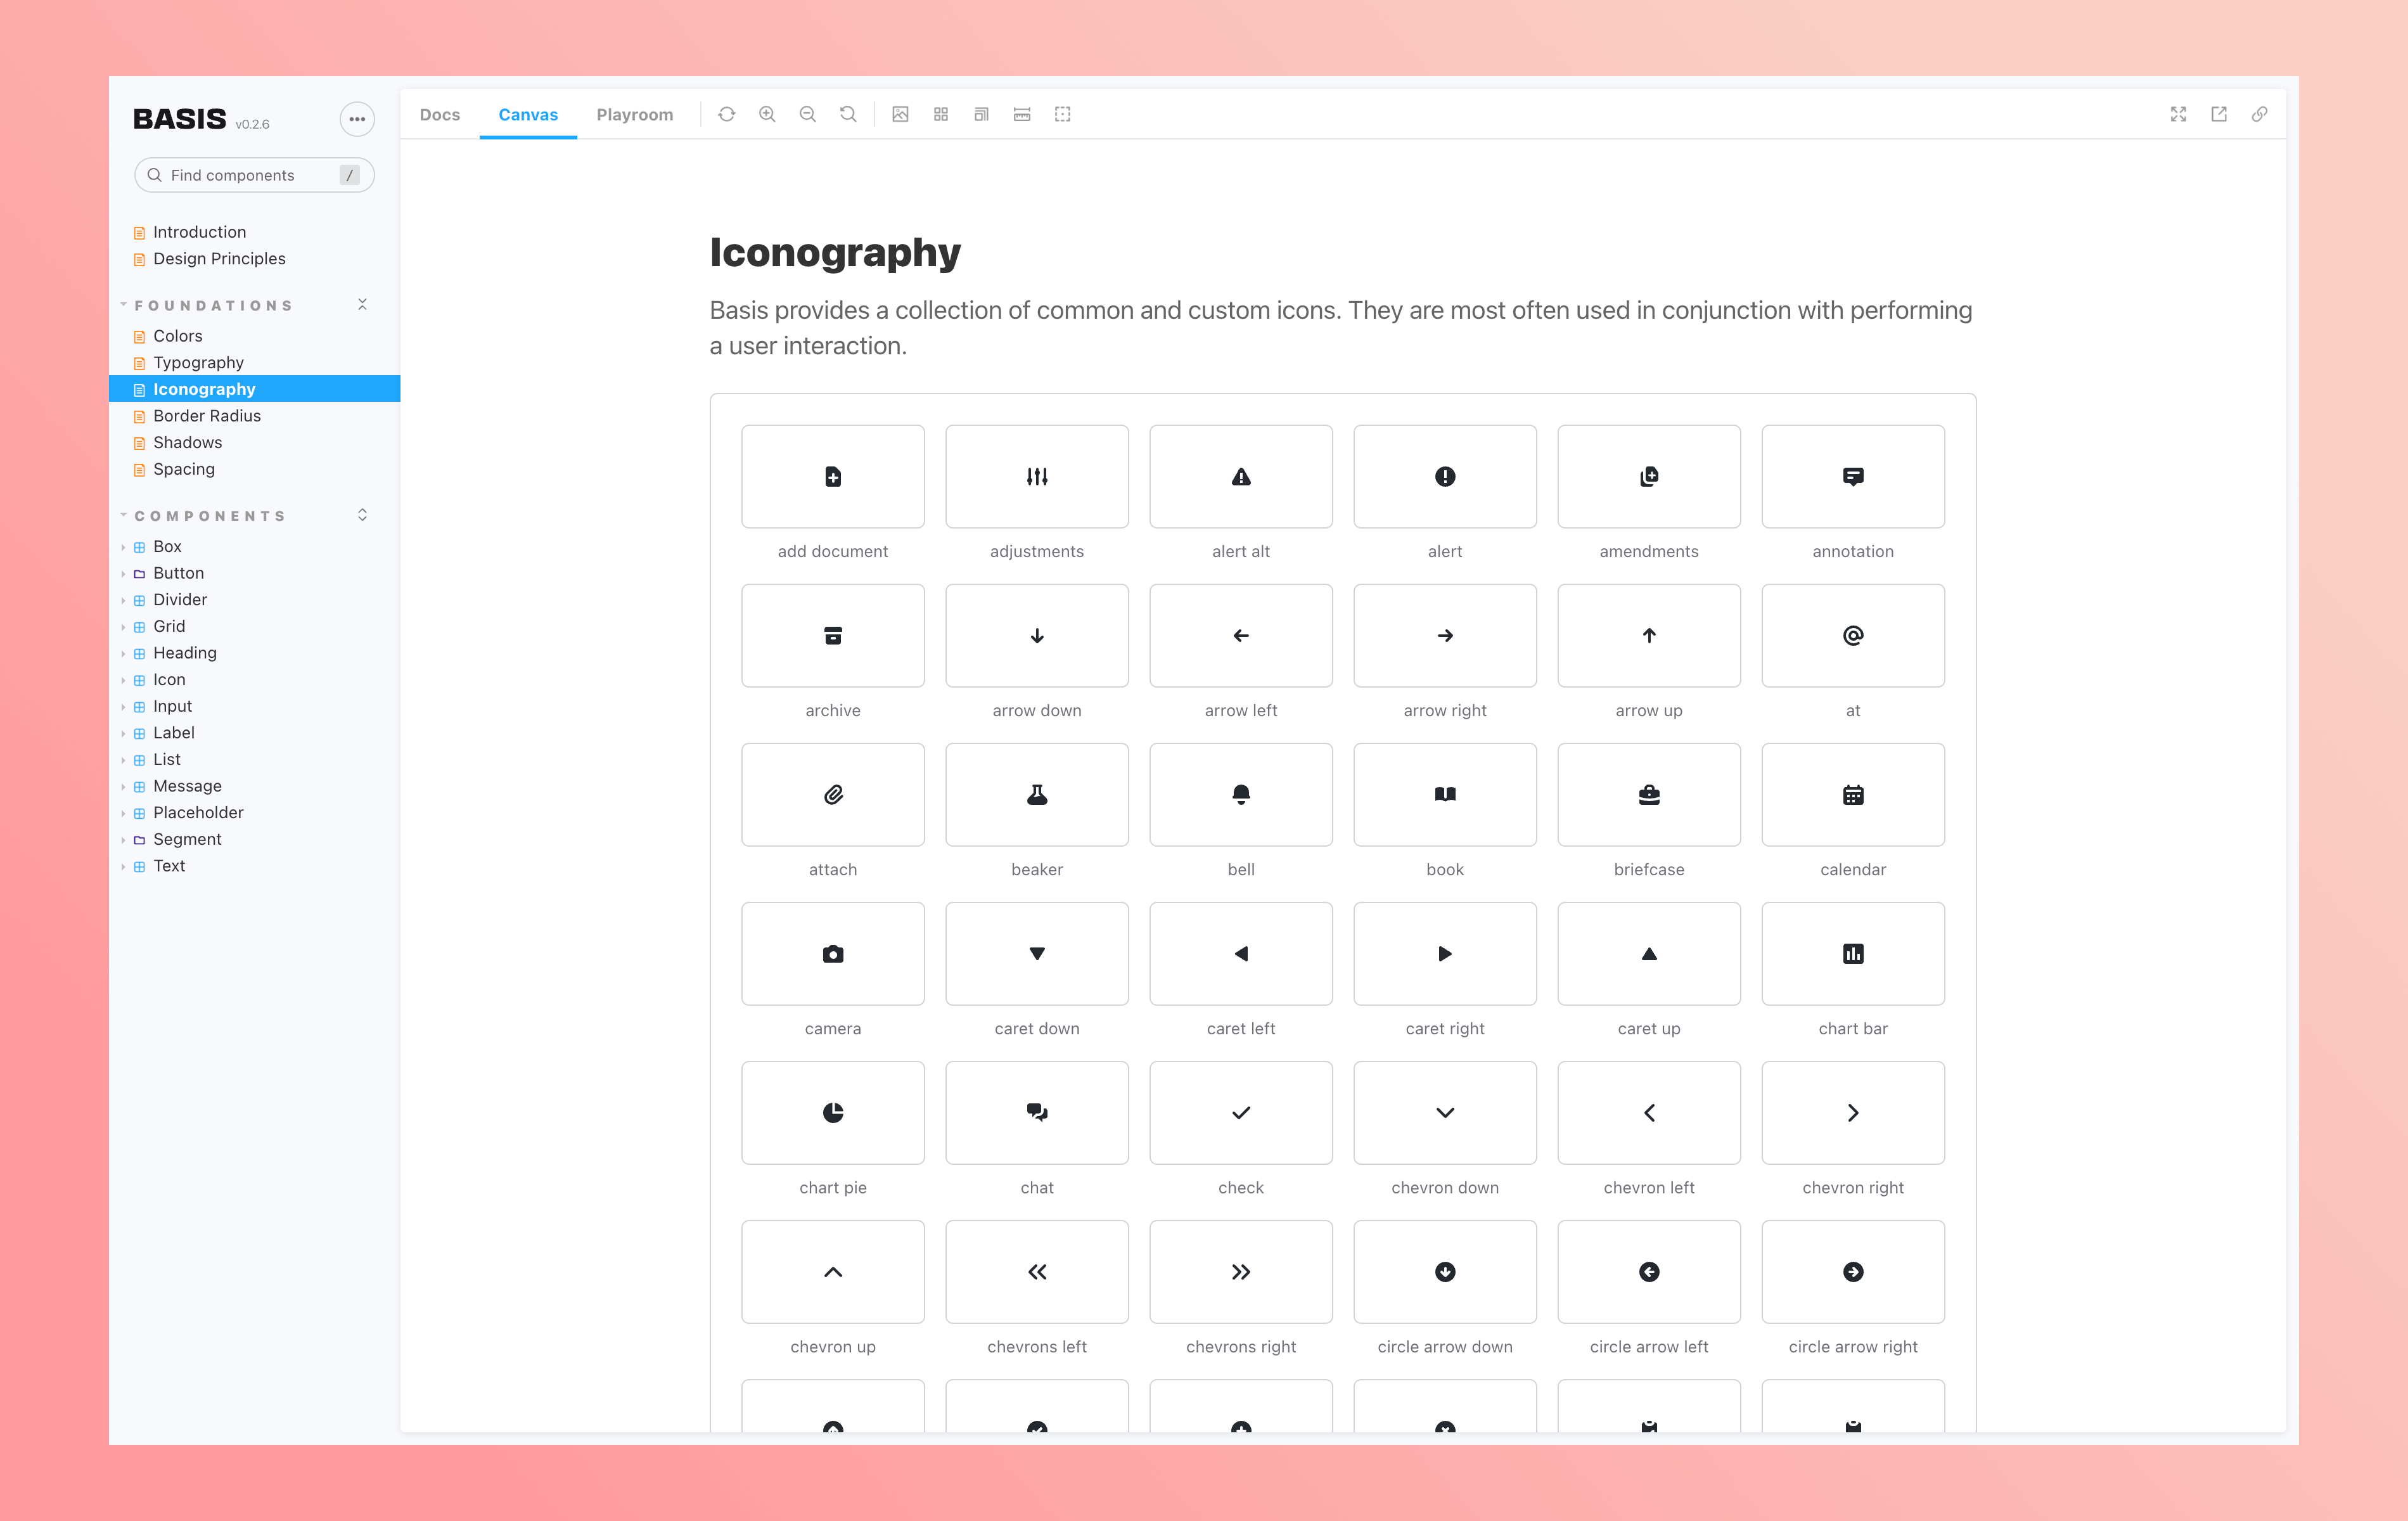 BASIS v0.2.6
Find components /
Introduction
Design Principles
FOUNDATIONS
Colors
Typography
Iconography
Border Radius
Shadows
Spacing
COMPONENTS
Box
Button
Divider
Grid
Heading
Icon
Input
Label
List
Message
Placeholder
Segment
Text
Docs Canvas Playroom
Iconography
Basis provides a collection of common and custom icons. They are most often used in conjunction with performing
a user interaction.
add document adjustments alert alt alert amendments annotation
archive arrow down arrow left arrow right arrow up at
attach beaker bell book briefcase calendar
camera caret down caret left caret right caret up chart bar
chart pie chat check chevron down chevron left chevron right
chevron up chevrons left chevrons right circle arrow down circle arrow left circle arrow right